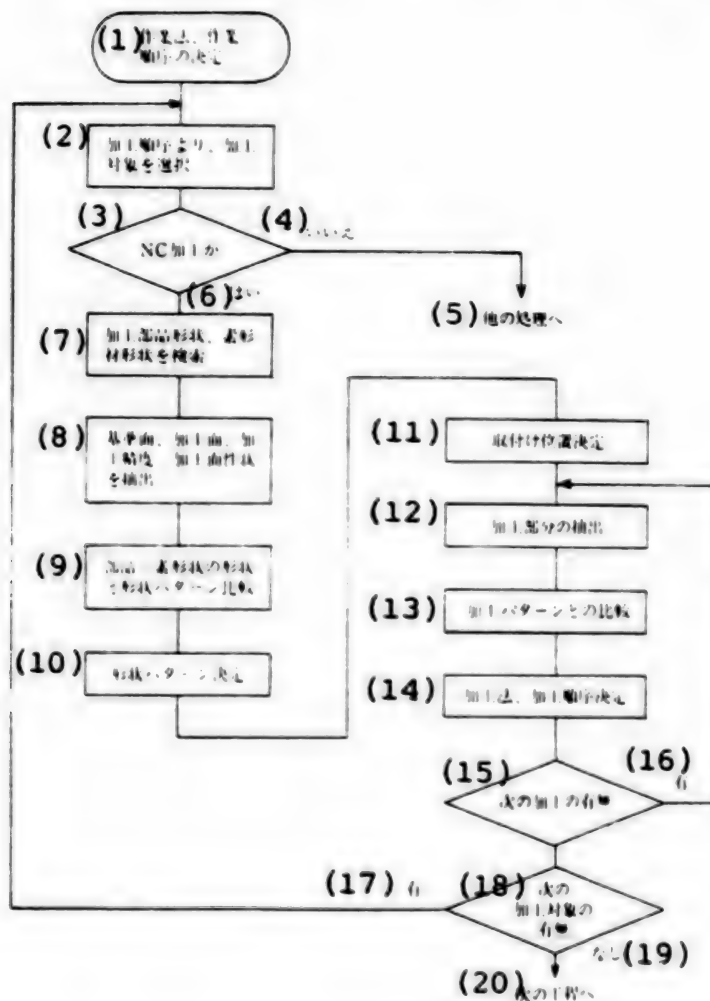 (1) 作業法、作業
順序の決定
(2) 加工順序より、加工
対象を選択
(3)
NC加工か
(4) いいえ
(5) 他の処理へ
(6) はい
(7) 加工部品形状、素形
材形状を検索
(8) 基準面、加工面、加
工精度 加工面性状
を抽出
(9) 部品 素形状の形状
と形状パターン比較
(10) 形状パターン決定
(11) 取付け位置決定
(12) 加工部分の抽出
(13) 加工パターンとの比較
(14) 加工法、加工順序決定
(15)
次の加工の有無
(16)
有
(17) 有
(18) 次の
加工対象の
有無
なし (19)
(20) 次の工程へ